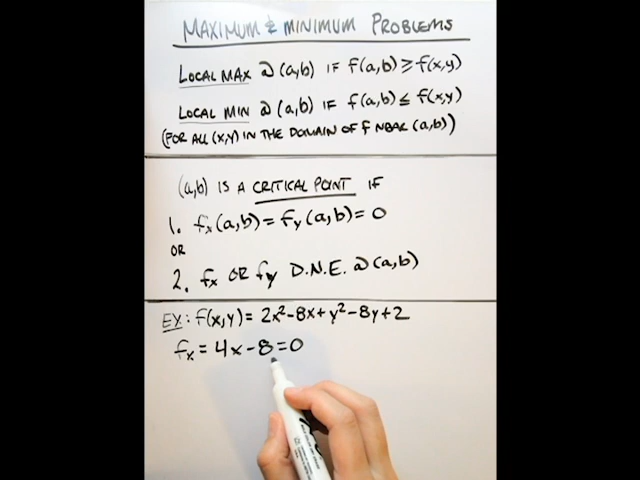 MAXIMUM & MINIMUM PROBLEMS
LOCAL MAX @ (a,b) IF f(a,b) ≥ f(x,y)
LOCAL MIN @ (a,b) IF f(a,b) ≤ f(x,y)
(FOR ALL (x,y) IN THE DOMAIN OF f NEAR (a,b))
(a,b) IS A CRITICAL POINT IF
1. fx(a,b) = fy(a,b) = 0
OR
2. fx OR fy D.N.E. @ (a,b)
EX: f(x,y) = 2x²-8x+y²-8y+2
fx = 4x-8=0